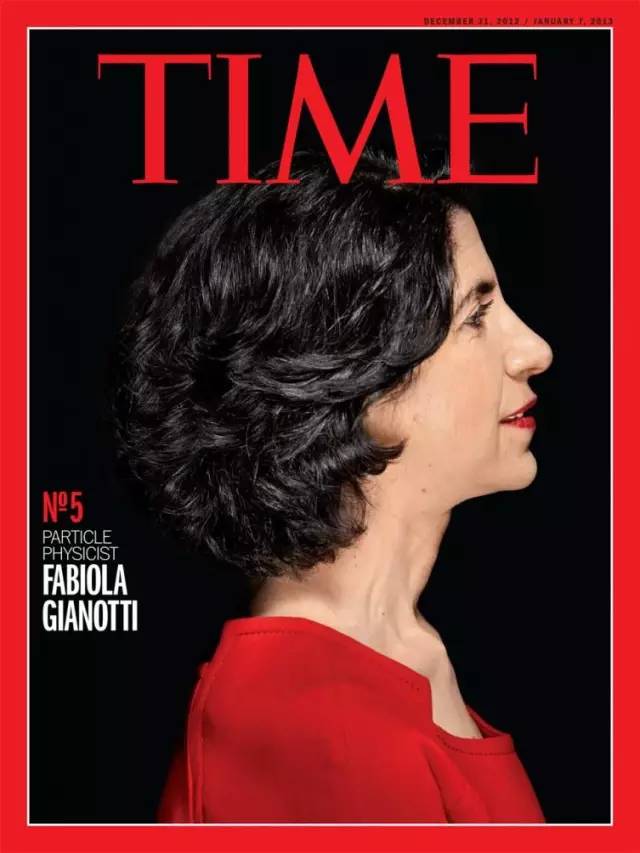 DECEMBER 31, 2012 / JANUARY 7, 2013
TIME
Nº5
PARTICLE
PHYSICIST
FABIOLA
GIANOTTI